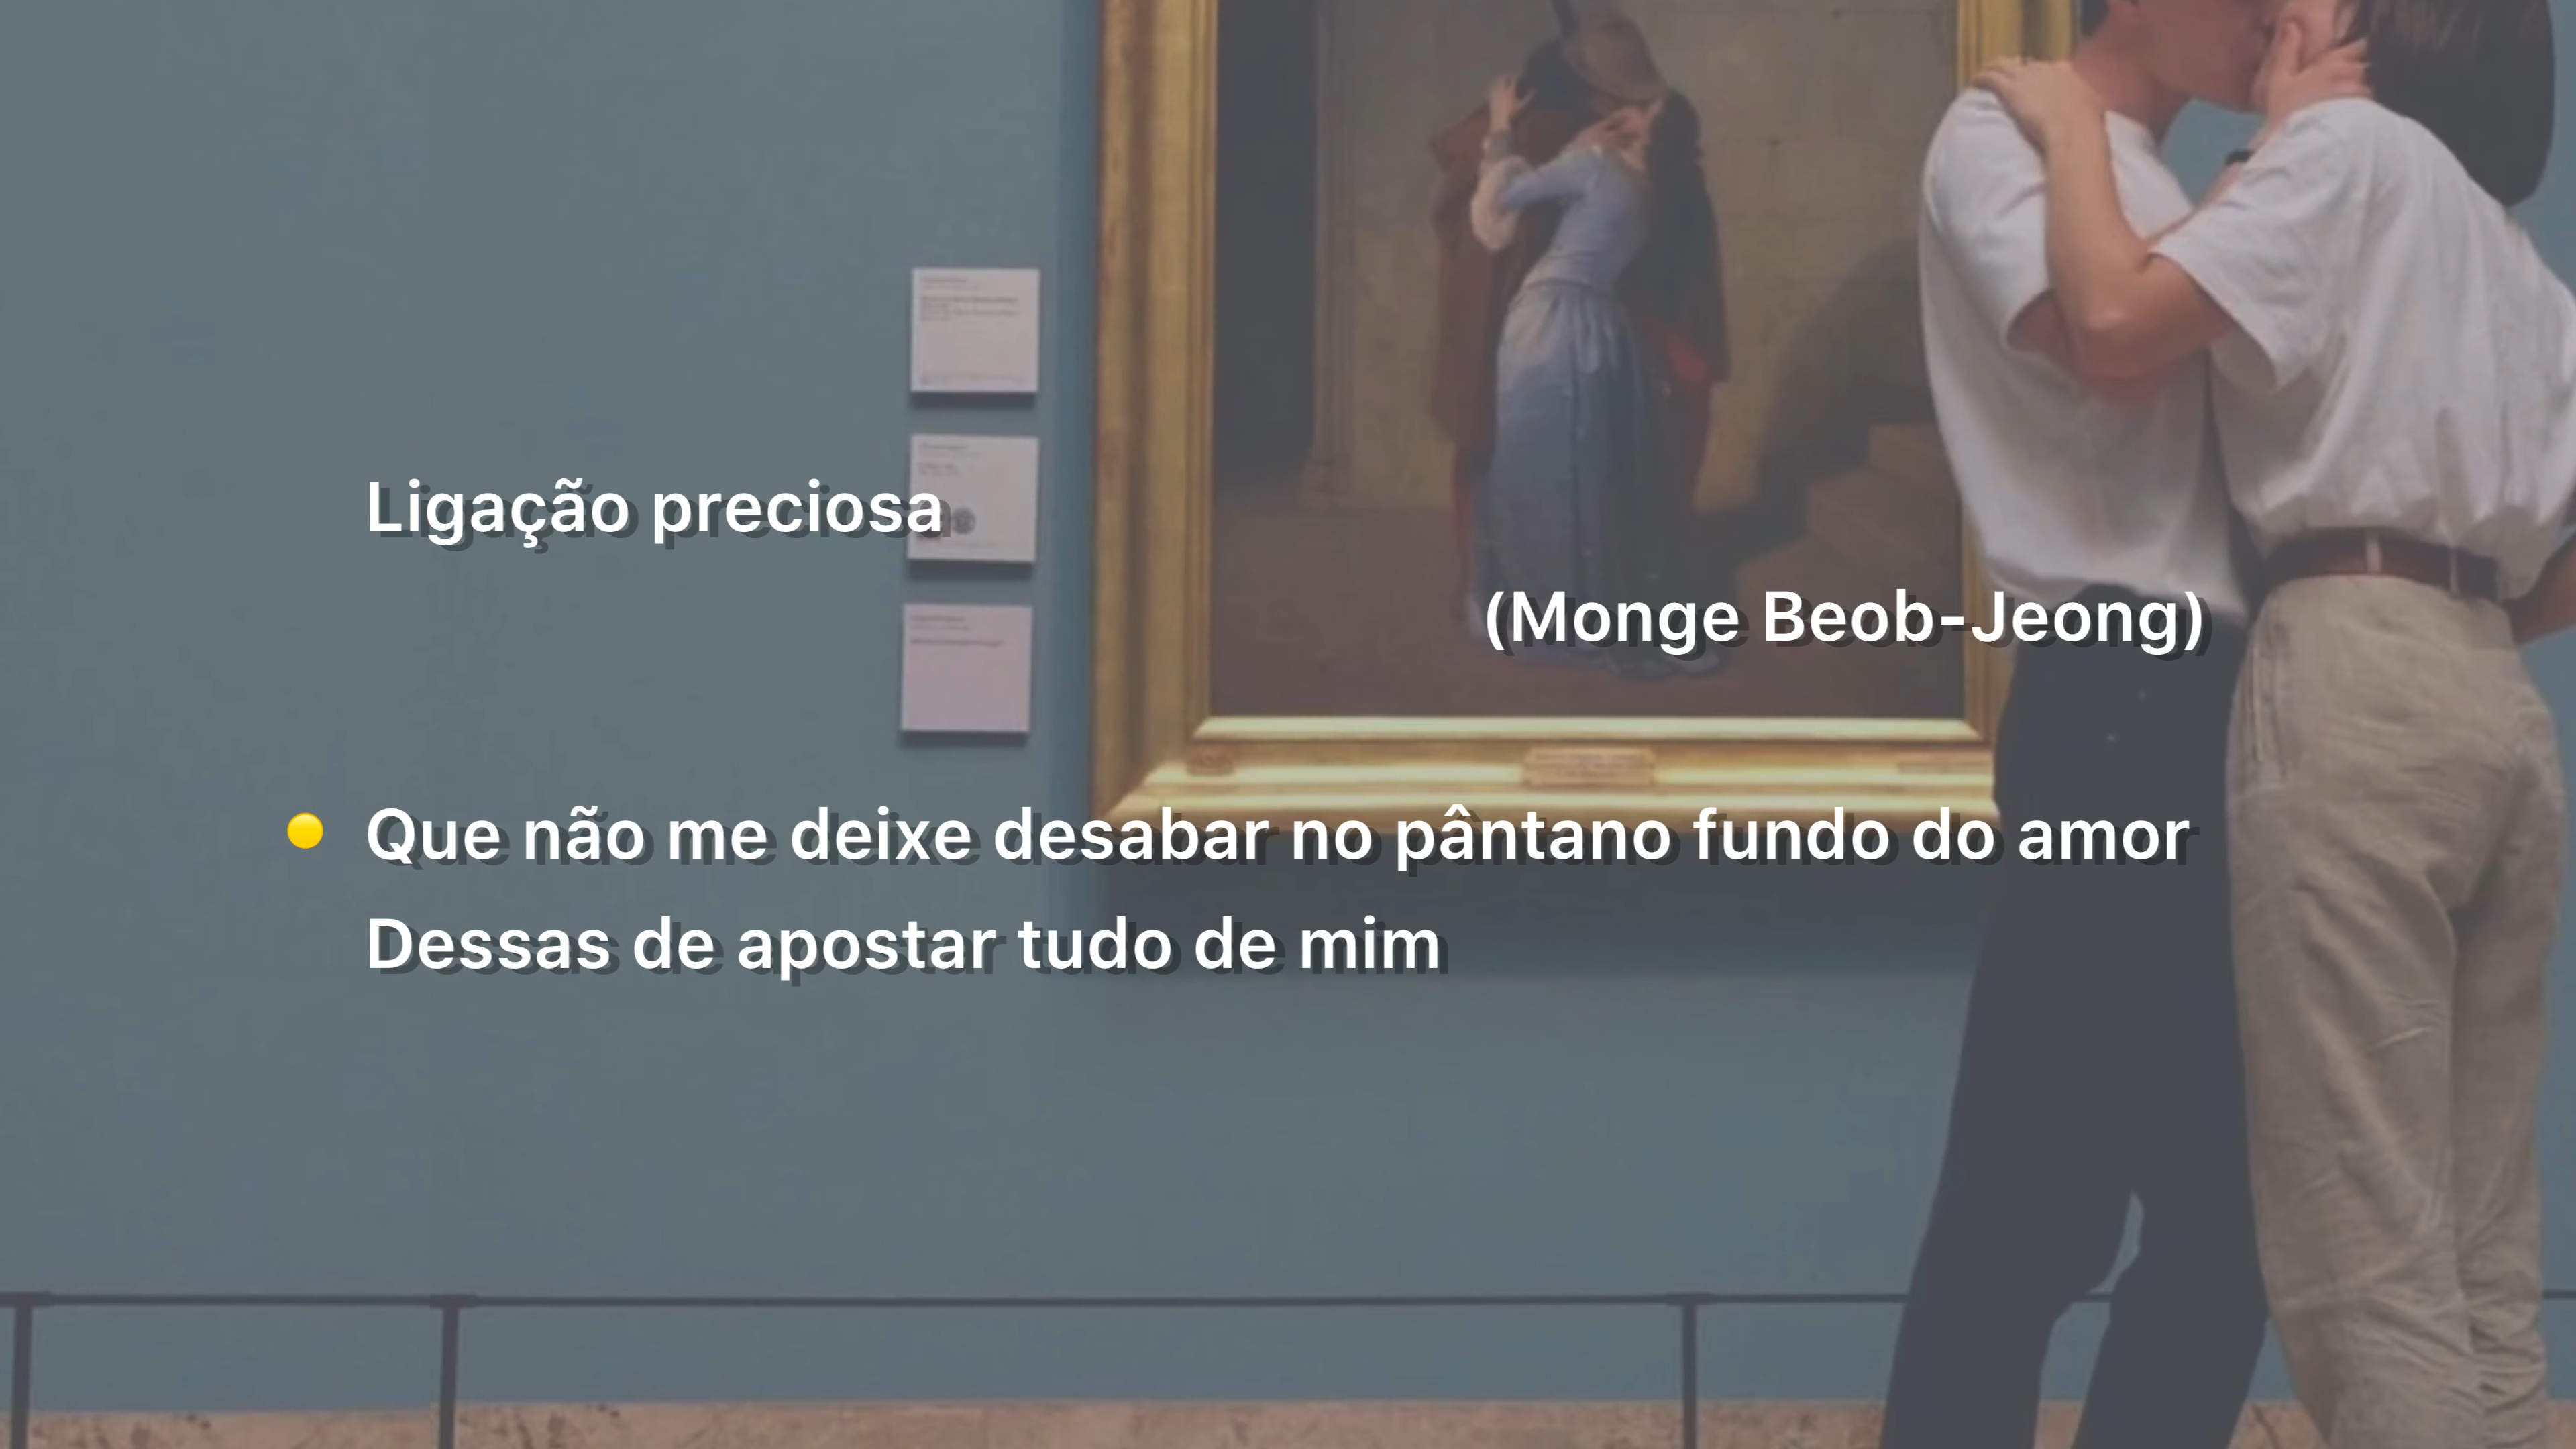 Ligação preciosa
(Monge Beob-Jeong)
Que não me deixe desabar no pântano fundo do amor
Dessas de apostar tudo de mim